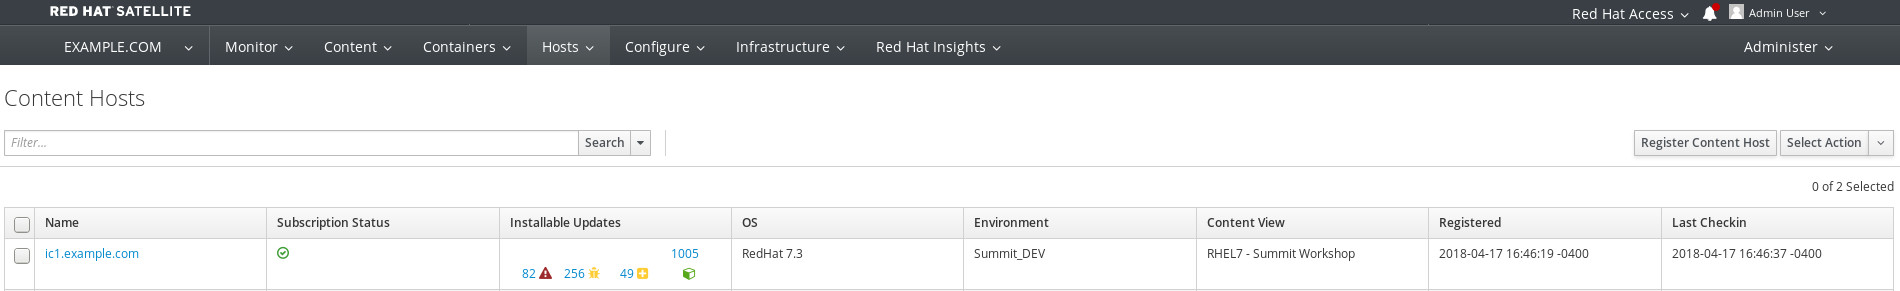 RED HAT SATELLITE
Red Hat Access Admin User
EXAMPLE.COM Monitor Content Containers Hosts Configure Infrastructure Red Hat Insights Administer
Content Hosts
Filter... Search Register Content Host Select Action
0 of 2 Selected
Name Subscription Status Installable Updates OS Environment Content View Registered Last Checkin
ic1.example.com 1005 RedHat 7.3 Summit_DEV RHEL7 - Summit Workshop 2018-04-17 16:46:19 -0400 2018-04-17 16:46:37 -0400
82 256 49